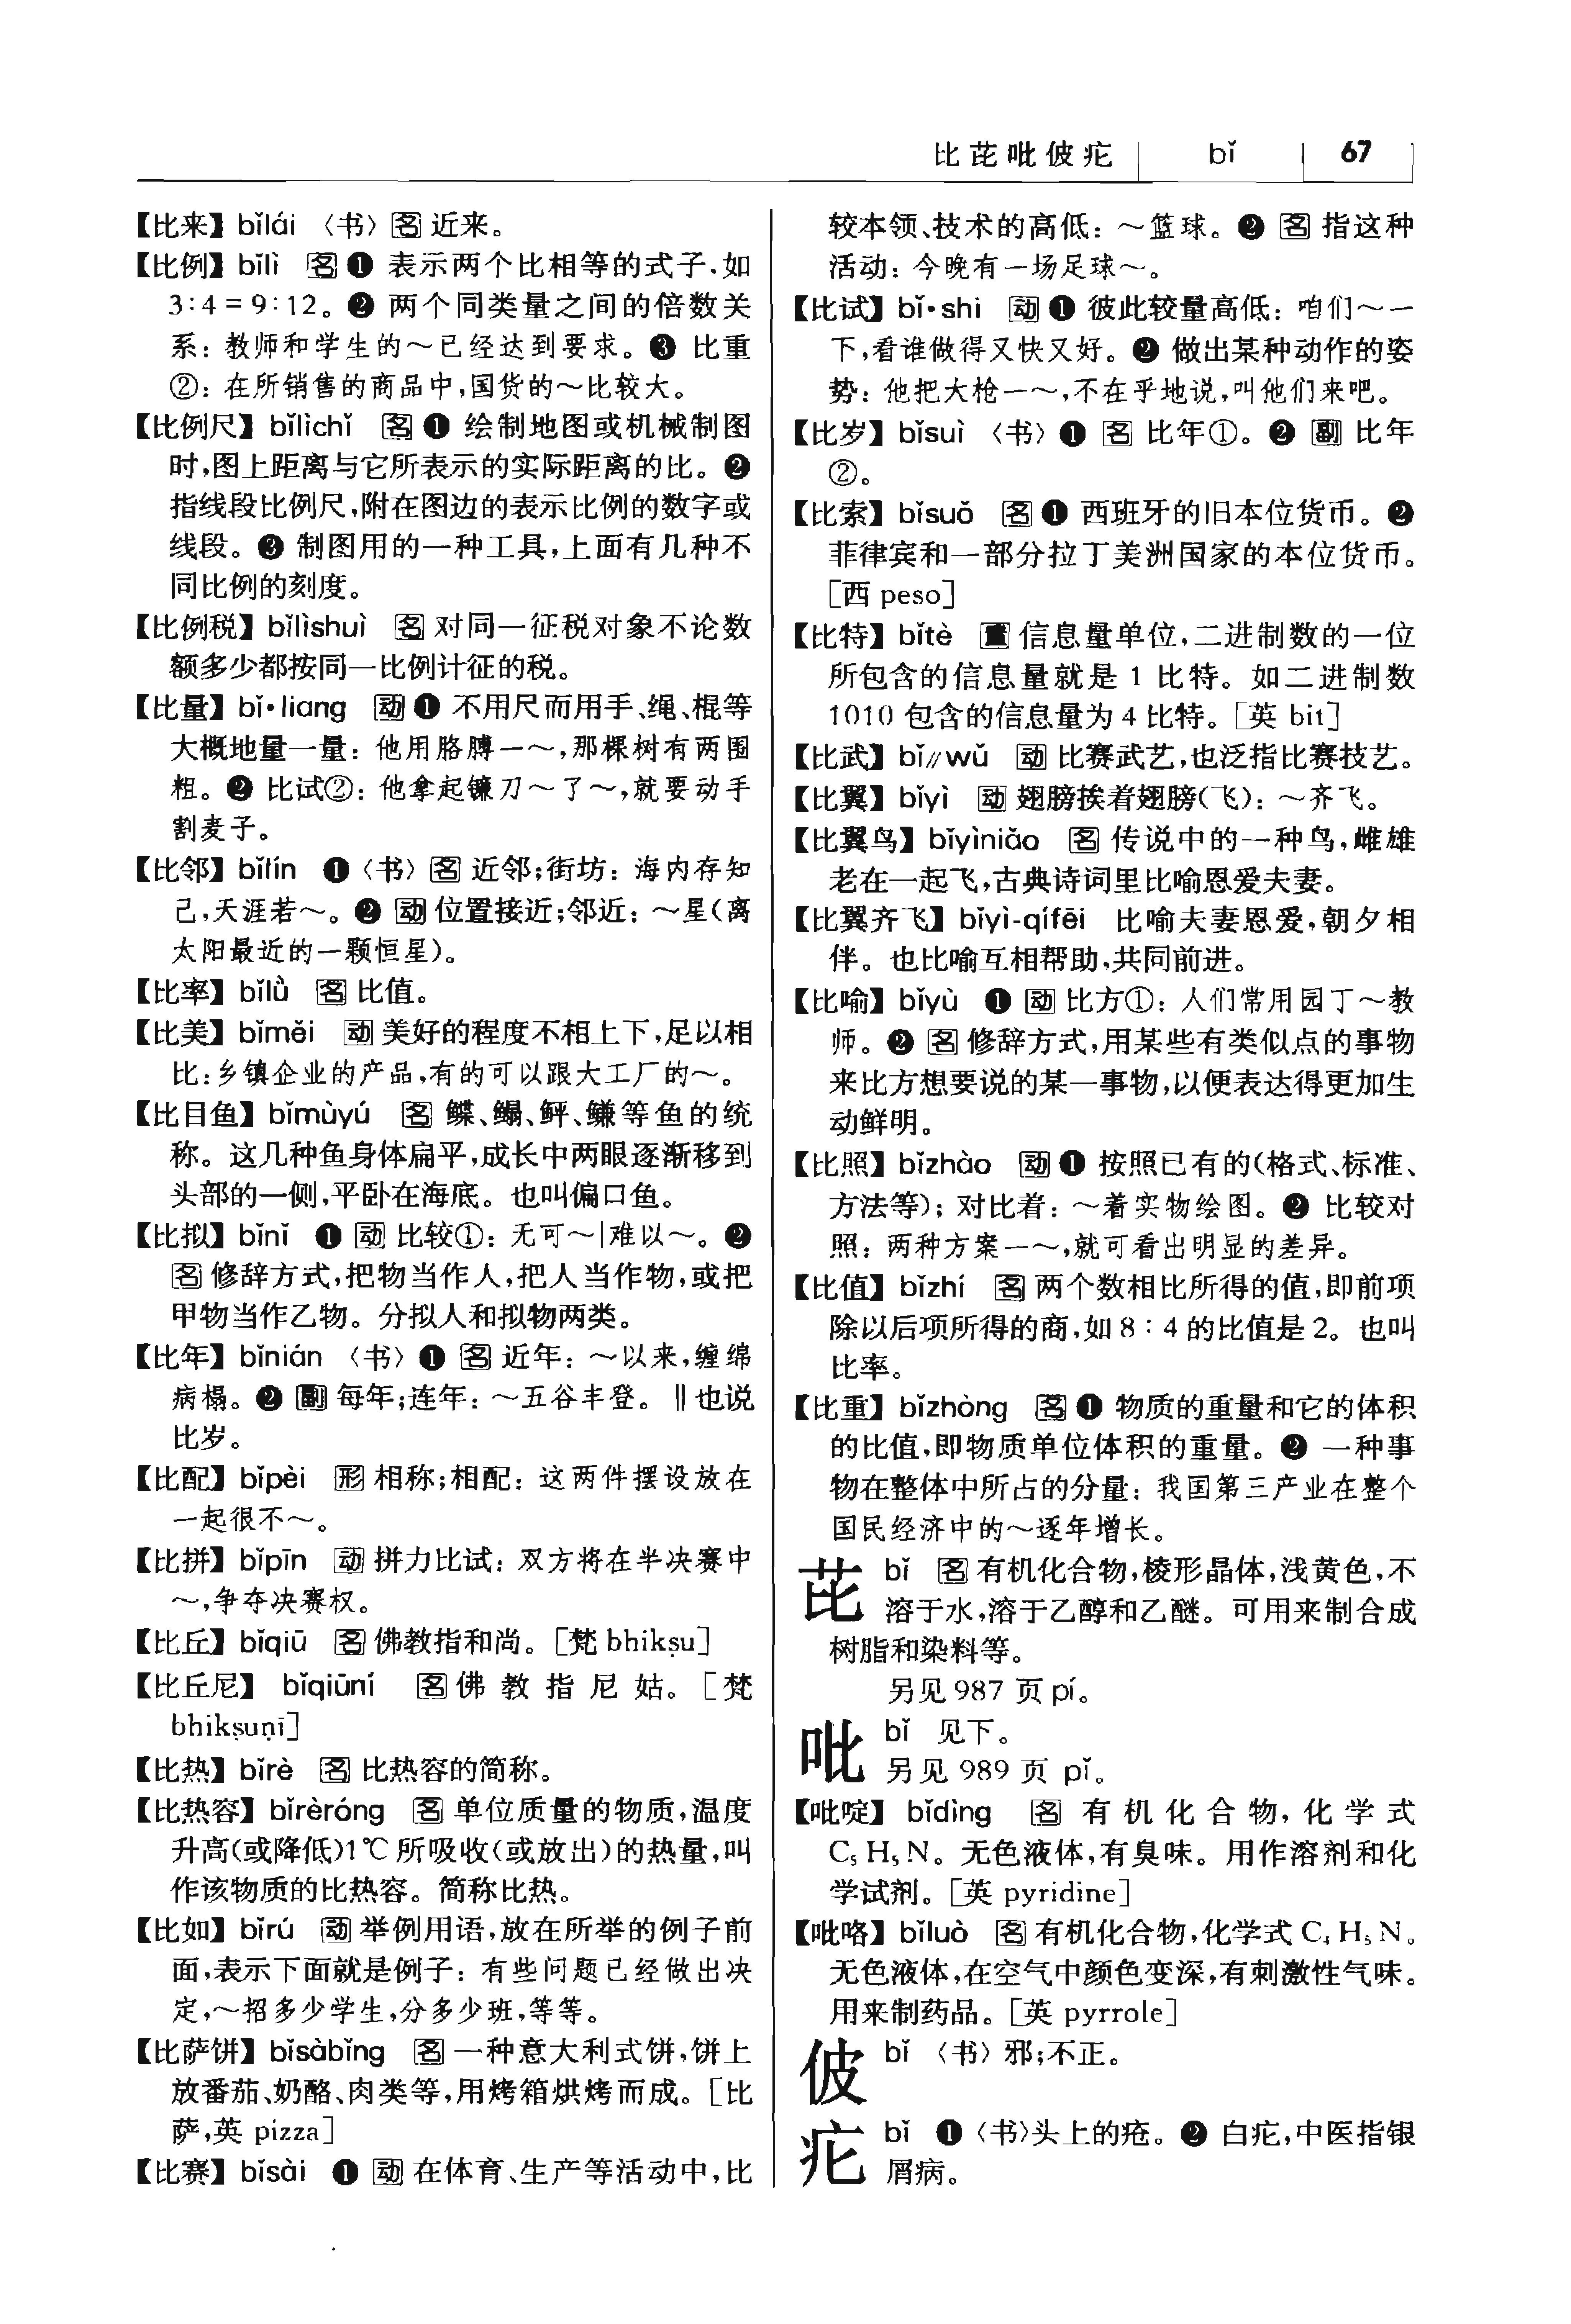 比芘吡佊疕 bǐ 67
【比来】bǐlái 〈书〉名 近来。
【比例】bǐlì 名❶ 表示两个比相等的式子,如
3∶4=9∶12。❷ 两个同类量之间的倍数关
系：教师和学生的～已经达到要求。❸ 比重
②：在所销售的商品中,国货的～比较大。
【比例尺】bǐlìchǐ 名❶ 绘制地图或机械制图
时,图上距离与它所表示的实际距离的比。❷
指线段比例尺,附在图边的表示比例的数字或
线段。❸ 制图用的一种工具,上面有几种不
同比例的刻度。
【比例税】bǐlìshuì 名 对同一征税对象不论数
额多少都按同一比例计征的税。
【比量】bǐ•liang 动❶ 不用尺而用手、绳、棍等
大概地量一量：他用胳膊一～,那棵树有两围
粗。❷ 比试②：他拿起镰刀～了～,就要动手
割麦子。
【比邻】bǐlín ❶〈书〉名 近邻;街坊：海内存知
己,天涯若～。❷ 动 位置接近;邻近：～星(离
太阳最近的一颗恒星)。
【比率】bǐlǜ 名 比值。
【比美】bǐměi 动 美好的程度不相上下,足以相
比：乡镇企业的产品,有的可以跟大工厂的～。
【比目鱼】bǐmùyú 名 鲽、鳎、鲆、鳒等鱼的统
称。这几种鱼身体扁平,成长中两眼逐渐移到
头部的一侧,平卧在海底。也叫偏口鱼。
【比拟】bǐnǐ ❶ 动 比较①：无可～|难以～。❷
名 修辞方式,把物当作人,把人当作物,或把
甲物当作乙物。分拟人和拟物两类。
【比年】bǐnián 〈书〉❶ 名 近年：～以来,缠绵
病榻。❷ 副 每年;连年：～五谷丰登。‖也说
比岁。
【比配】bǐpèi 形 相称;相配：这两件摆设放在
一起很不～。
【比拼】bǐpīn 动 拼力比试：双方将在半决赛中
～,争夺决赛权。
【比丘】bǐqiū 名 佛教指和尚。[梵 bhikṣu]
【比丘尼】bǐqiūní 名 佛教指尼姑。[梵
bhikṣuṇī]
【比热】bǐrè 名 比热容的简称。
【比热容】bǐrèróng 名 单位质量的物质,温度
升高(或降低)1℃所吸收(或放出)的热量,叫
作该物质的比热容。简称比热。
【比如】bǐrú 动 举例用语,放在所举的例子前
面,表示下面就是例子：有些问题已经做出决
定,～招多少学生,分多少班,等等。
【比萨饼】bǐsàbǐng 名 一种意大利式饼,饼上
放番茄、奶酪、肉类等,用烤箱烘烤而成。[比
萨,英 pizza]
【比赛】bǐsài ❶ 动 在体育、生产等活动中,比
较本领、技术的高低：～篮球。❷ 名 指这种
活动：今晚有一场足球～。
【比试】bǐ•shi 动❶ 彼此较量高低：咱们～一
下,看谁做得又快又好。❷ 做出某种动作的姿
势：他把大枪一～,不在乎地说,叫他们来吧。
【比岁】bǐsuì 〈书〉❶ 名 比年①。❷ 副 比年
②。
【比索】bǐsuǒ 名❶ 西班牙的旧本位货币。❷
菲律宾和一部分拉丁美洲国家的本位货币。
[西 peso]
【比特】bǐtè 量 信息量单位,二进制数的一位
所包含的信息量就是 1 比特。如二进制数
1010 包含的信息量为 4 比特。[英 bit]
【比武】bǐ//wǔ 动 比赛武艺,也泛指比赛技艺。
【比翼】bǐyì 动 翅膀挨着翅膀(飞)：～齐飞。
【比翼鸟】bǐyìniǎo 名 传说中的一种鸟,雌雄
老在一起飞,古典诗词里比喻恩爱夫妻。
【比翼齐飞】bǐyì-qífēi 比喻夫妻恩爱,朝夕相
伴。也比喻互相帮助,共同前进。
【比喻】bǐyù ❶ 动 比方①：人们常用园丁～教
师。❷ 名 修辞方式,用某些有类似点的事物
来比方想要说的某一事物,以便表达得更加生
动鲜明。
【比照】bǐzhào 动❶ 按照已有的(格式、标准、
方法等)；对比着：～着实物绘图。❷ 比较对
照：两种方案一～,就可看出明显的差异。
【比值】bǐzhí 名 两个数相比所得的值,即前项
除以后项所得的商,如 8∶4 的比值是 2。也叫
比率。
【比重】bǐzhòng 名❶ 物质的重量和它的体积
的比值,即物质单位体积的重量。❷ 一种事
物在整体中所占的分量：我国第三产业在整个
国民经济中的～逐年增长。
芘 bǐ 名 有机化合物,棱形晶体,浅黄色,不
溶于水,溶于乙醇和乙醚。可用来制合成
树脂和染料等。
另见 987 页 pí。
吡 bǐ 见下。
另见 989 页 pǐ。
【吡啶】bǐdìng 名 有机化合物,化学式
C₅H₅N。无色液体,有臭味。用作溶剂和化
学试剂。[英 pyridine]
【吡咯】bǐluò 名 有机化合物,化学式 C₄H₅N。
无色液体,在空气中颜色变深,有刺激性气味。
用来制药品。[英 pyrrole]
佊 bǐ 〈书〉邪;不正。
疕 bǐ ❶〈书〉头上的疮。❷ 白疕,中医指银
屑病。